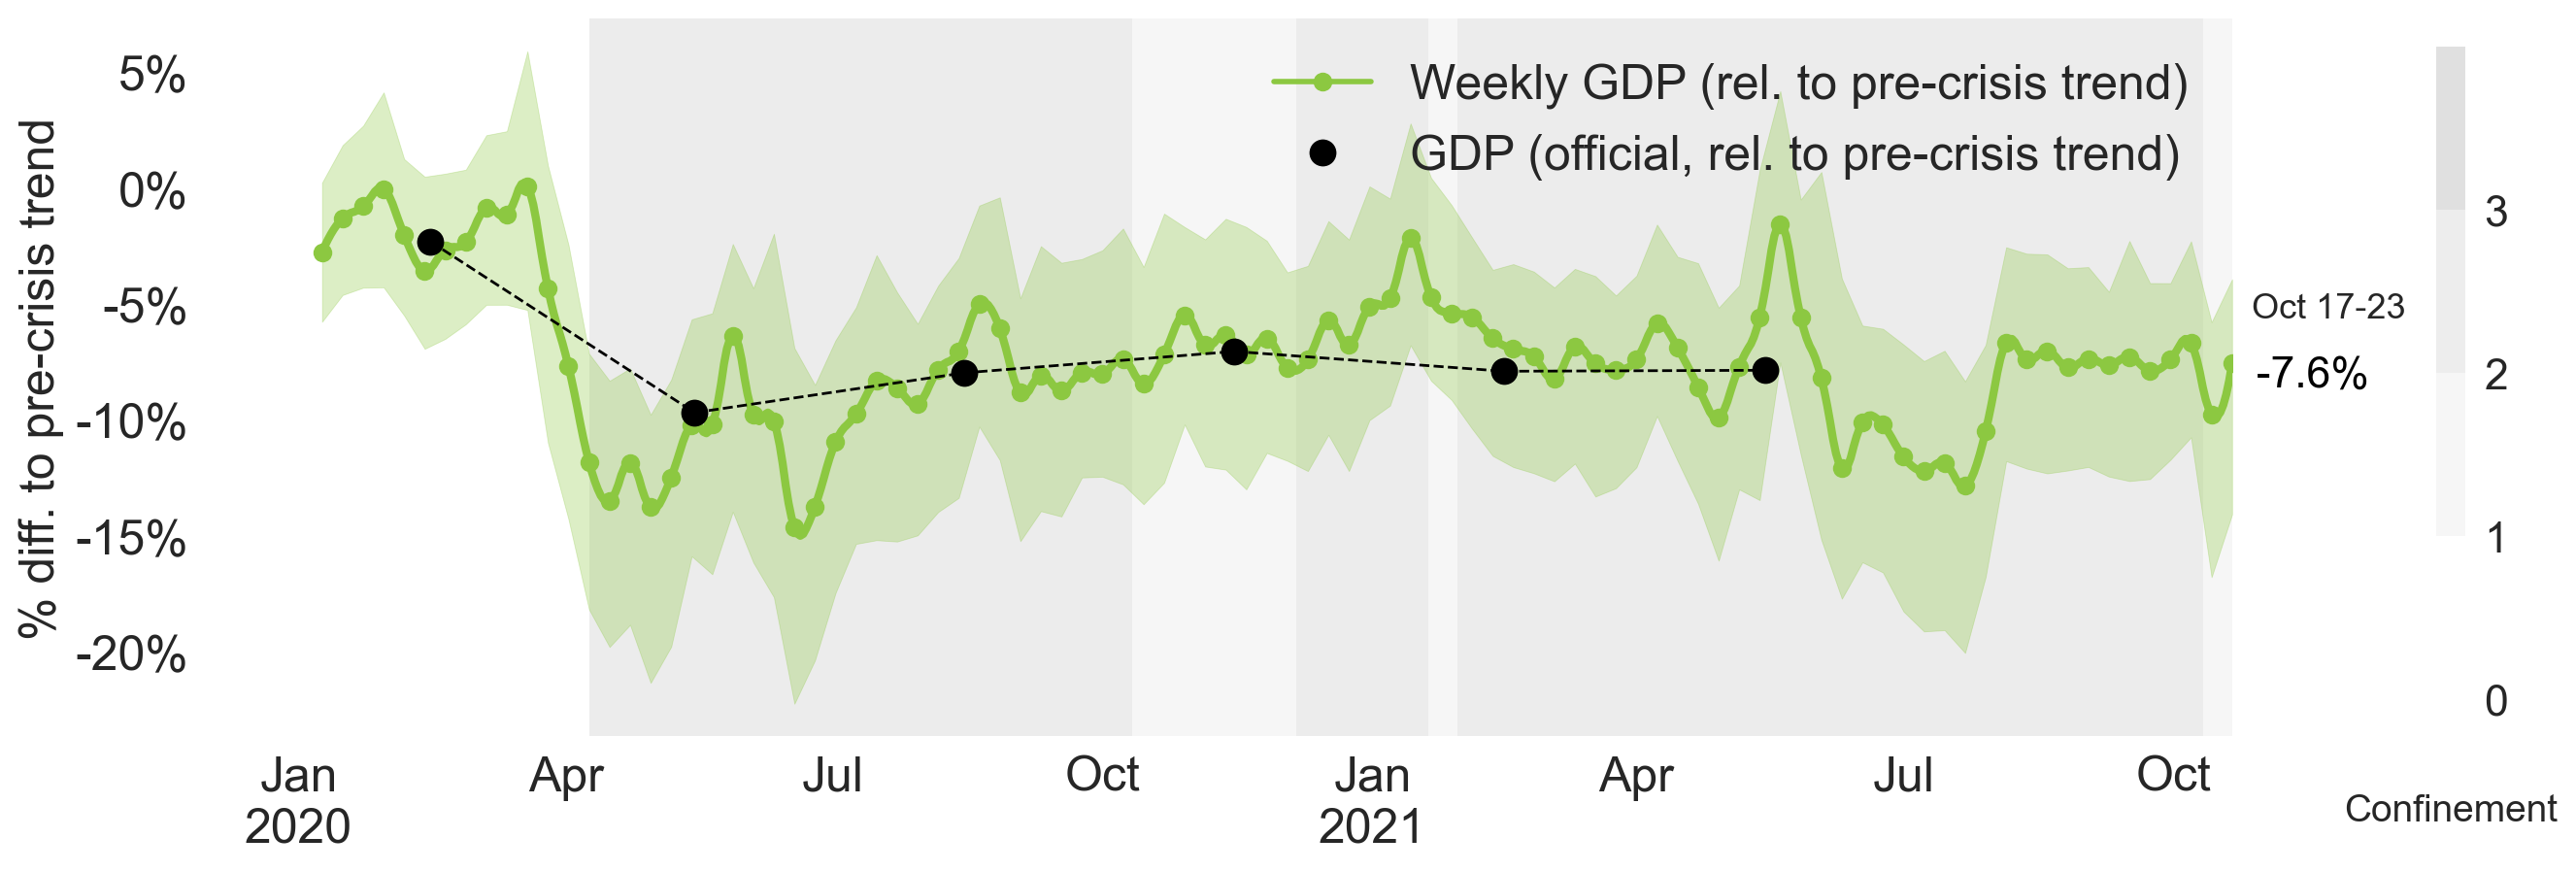 % diff. to pre-crisis trend
5%
0%
-5%
-10%
-15%
-20%
Weekly GDP (rel. to pre-crisis trend)
GDP (official, rel. to pre-crisis trend)
Oct 17-23
-7.6%
3
2
1
0
Confinement
Jan Apr Jul Oct Jan Apr Jul Oct
2020 2021